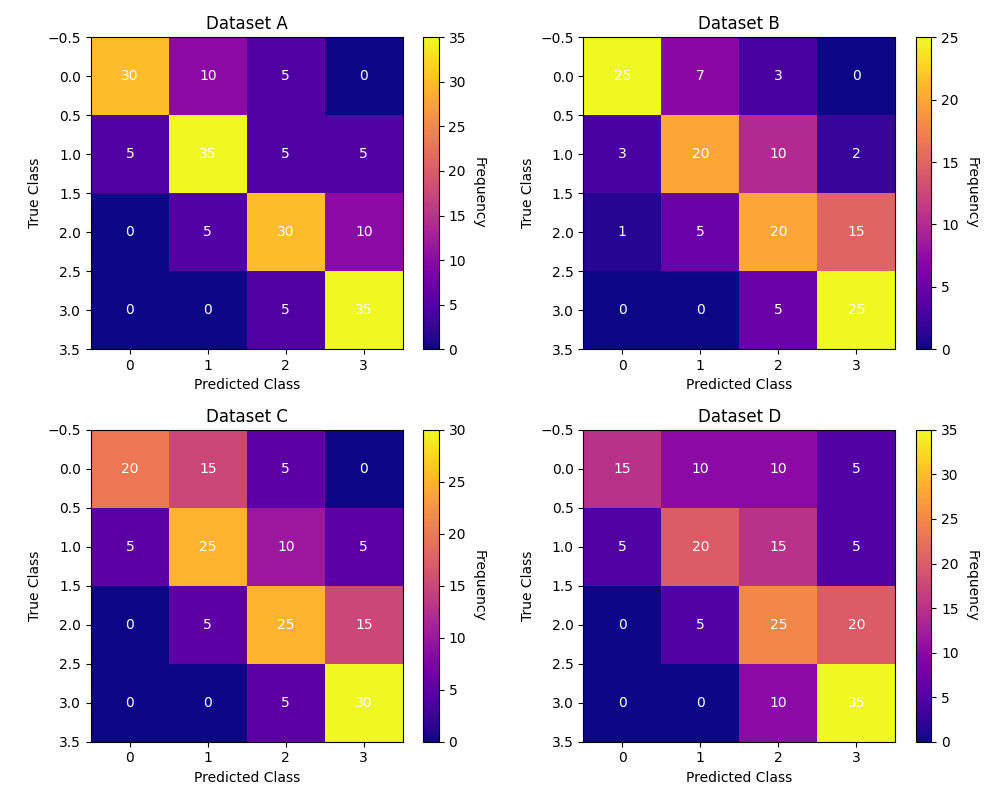 Dataset A
−0.5
0.0
0.5
1.0
1.5
2.0
2.5
3.0
3.5
True Class
30 10 5 0
5 35 5 5
0 5 30 10
0 0 5 35
0 1 2 3
Predicted Class
35
30
25
20
15
10
5
0
Frequency
Dataset B
−0.5
0.0
0.5
1.0
1.5
2.0
2.5
3.0
3.5
True Class
25 7 3 0
3 20 10 2
1 5 20 15
0 0 5 25
0 1 2 3
Predicted Class
25
20
15
10
5
0
Frequency
Dataset C
−0.5
0.0
0.5
1.0
1.5
2.0
2.5
3.0
3.5
True Class
20 15 5 0
5 25 10 5
0 5 25 15
0 0 5 30
0 1 2 3
Predicted Class
30
25
20
15
10
5
0
Frequency
Dataset D
−0.5
0.0
0.5
1.0
1.5
2.0
2.5
3.0
3.5
True Class
15 10 10 5
5 20 15 5
0 5 25 20
0 0 10 35
0 1 2 3
Predicted Class
35
30
25
20
15
10
5
0
Frequency